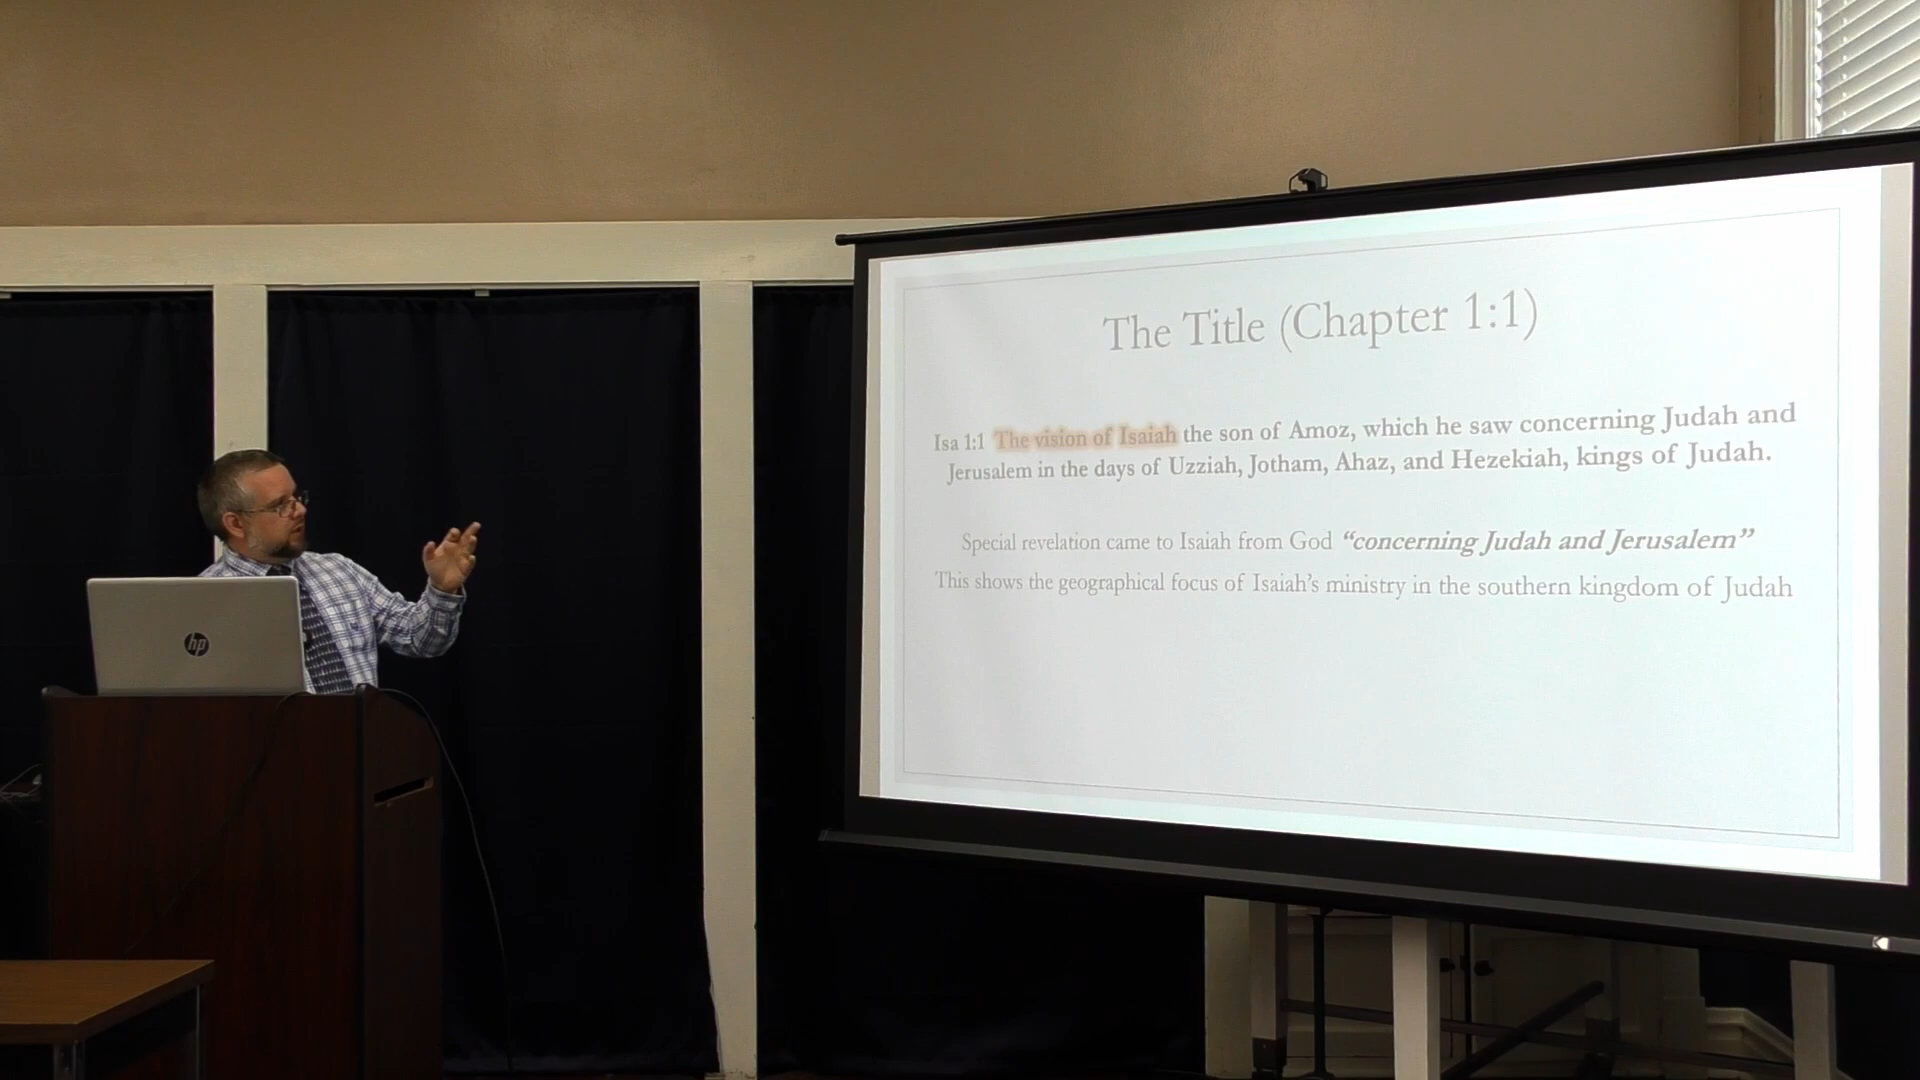 The Title (Chapter 1:1)
Isa 1:1 The vision of Isaiah the son of Amoz, which he saw concerning Judah and
Jerusalem in the days of Uzziah, Jotham, Ahaz, and Hezekiah, kings of Judah.
Special revelation came to Isaiah from God “concerning Judah and Jerusalem”
This shows the geographical focus of Isaiah’s ministry in the southern kingdom of Judah
hp